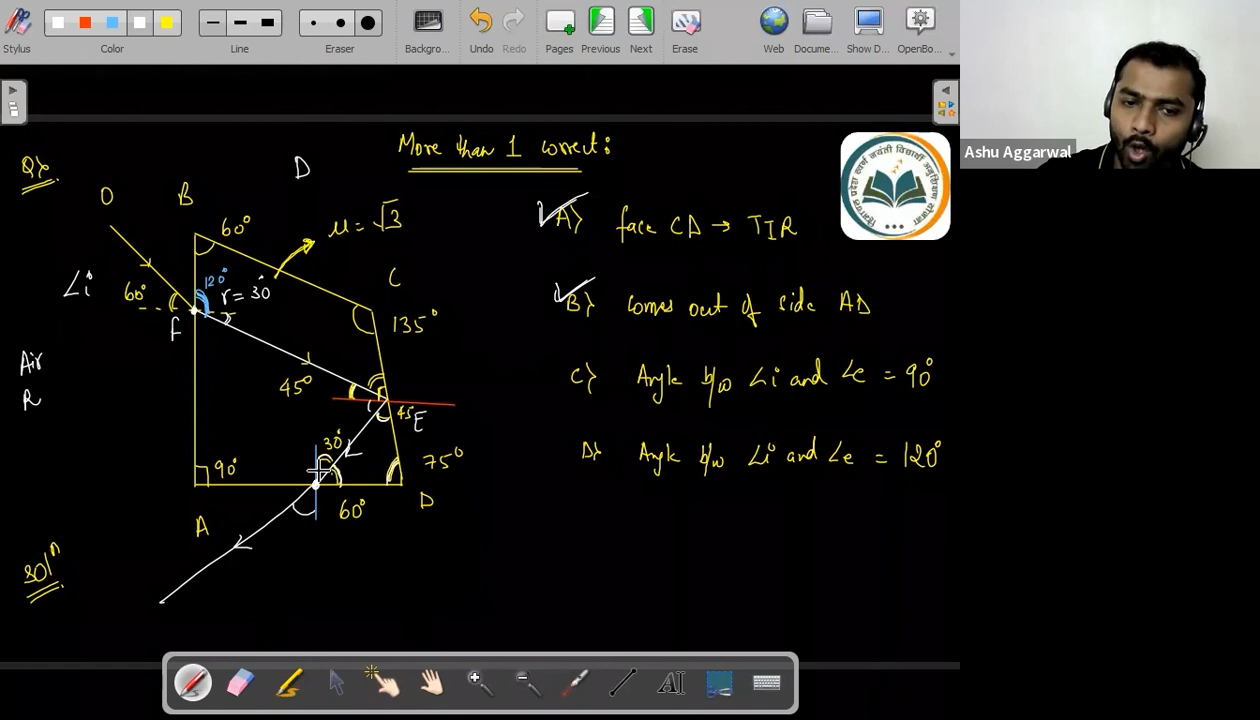 Stylus
Color
Line
Eraser
Backgro...
Undo
Redo
Pages
Previous
Next
Erase
Web
Docume...
Show D...
OpenBo...
Ashu Aggarwal
Q>
More than 1 correct:
D
O
B
60°
μ = √3
∠i
60°
120°
r = 30°
C
F
135°
Air
R
45°
45°
E
30°
75°
90°
60°
D
A
Solⁿ
A> face CD → TIR
B> comes out of side AD
C> Angle b/w ∠i and ∠e = 90°
D> Angle b/w ∠i and ∠e = 120°
AI